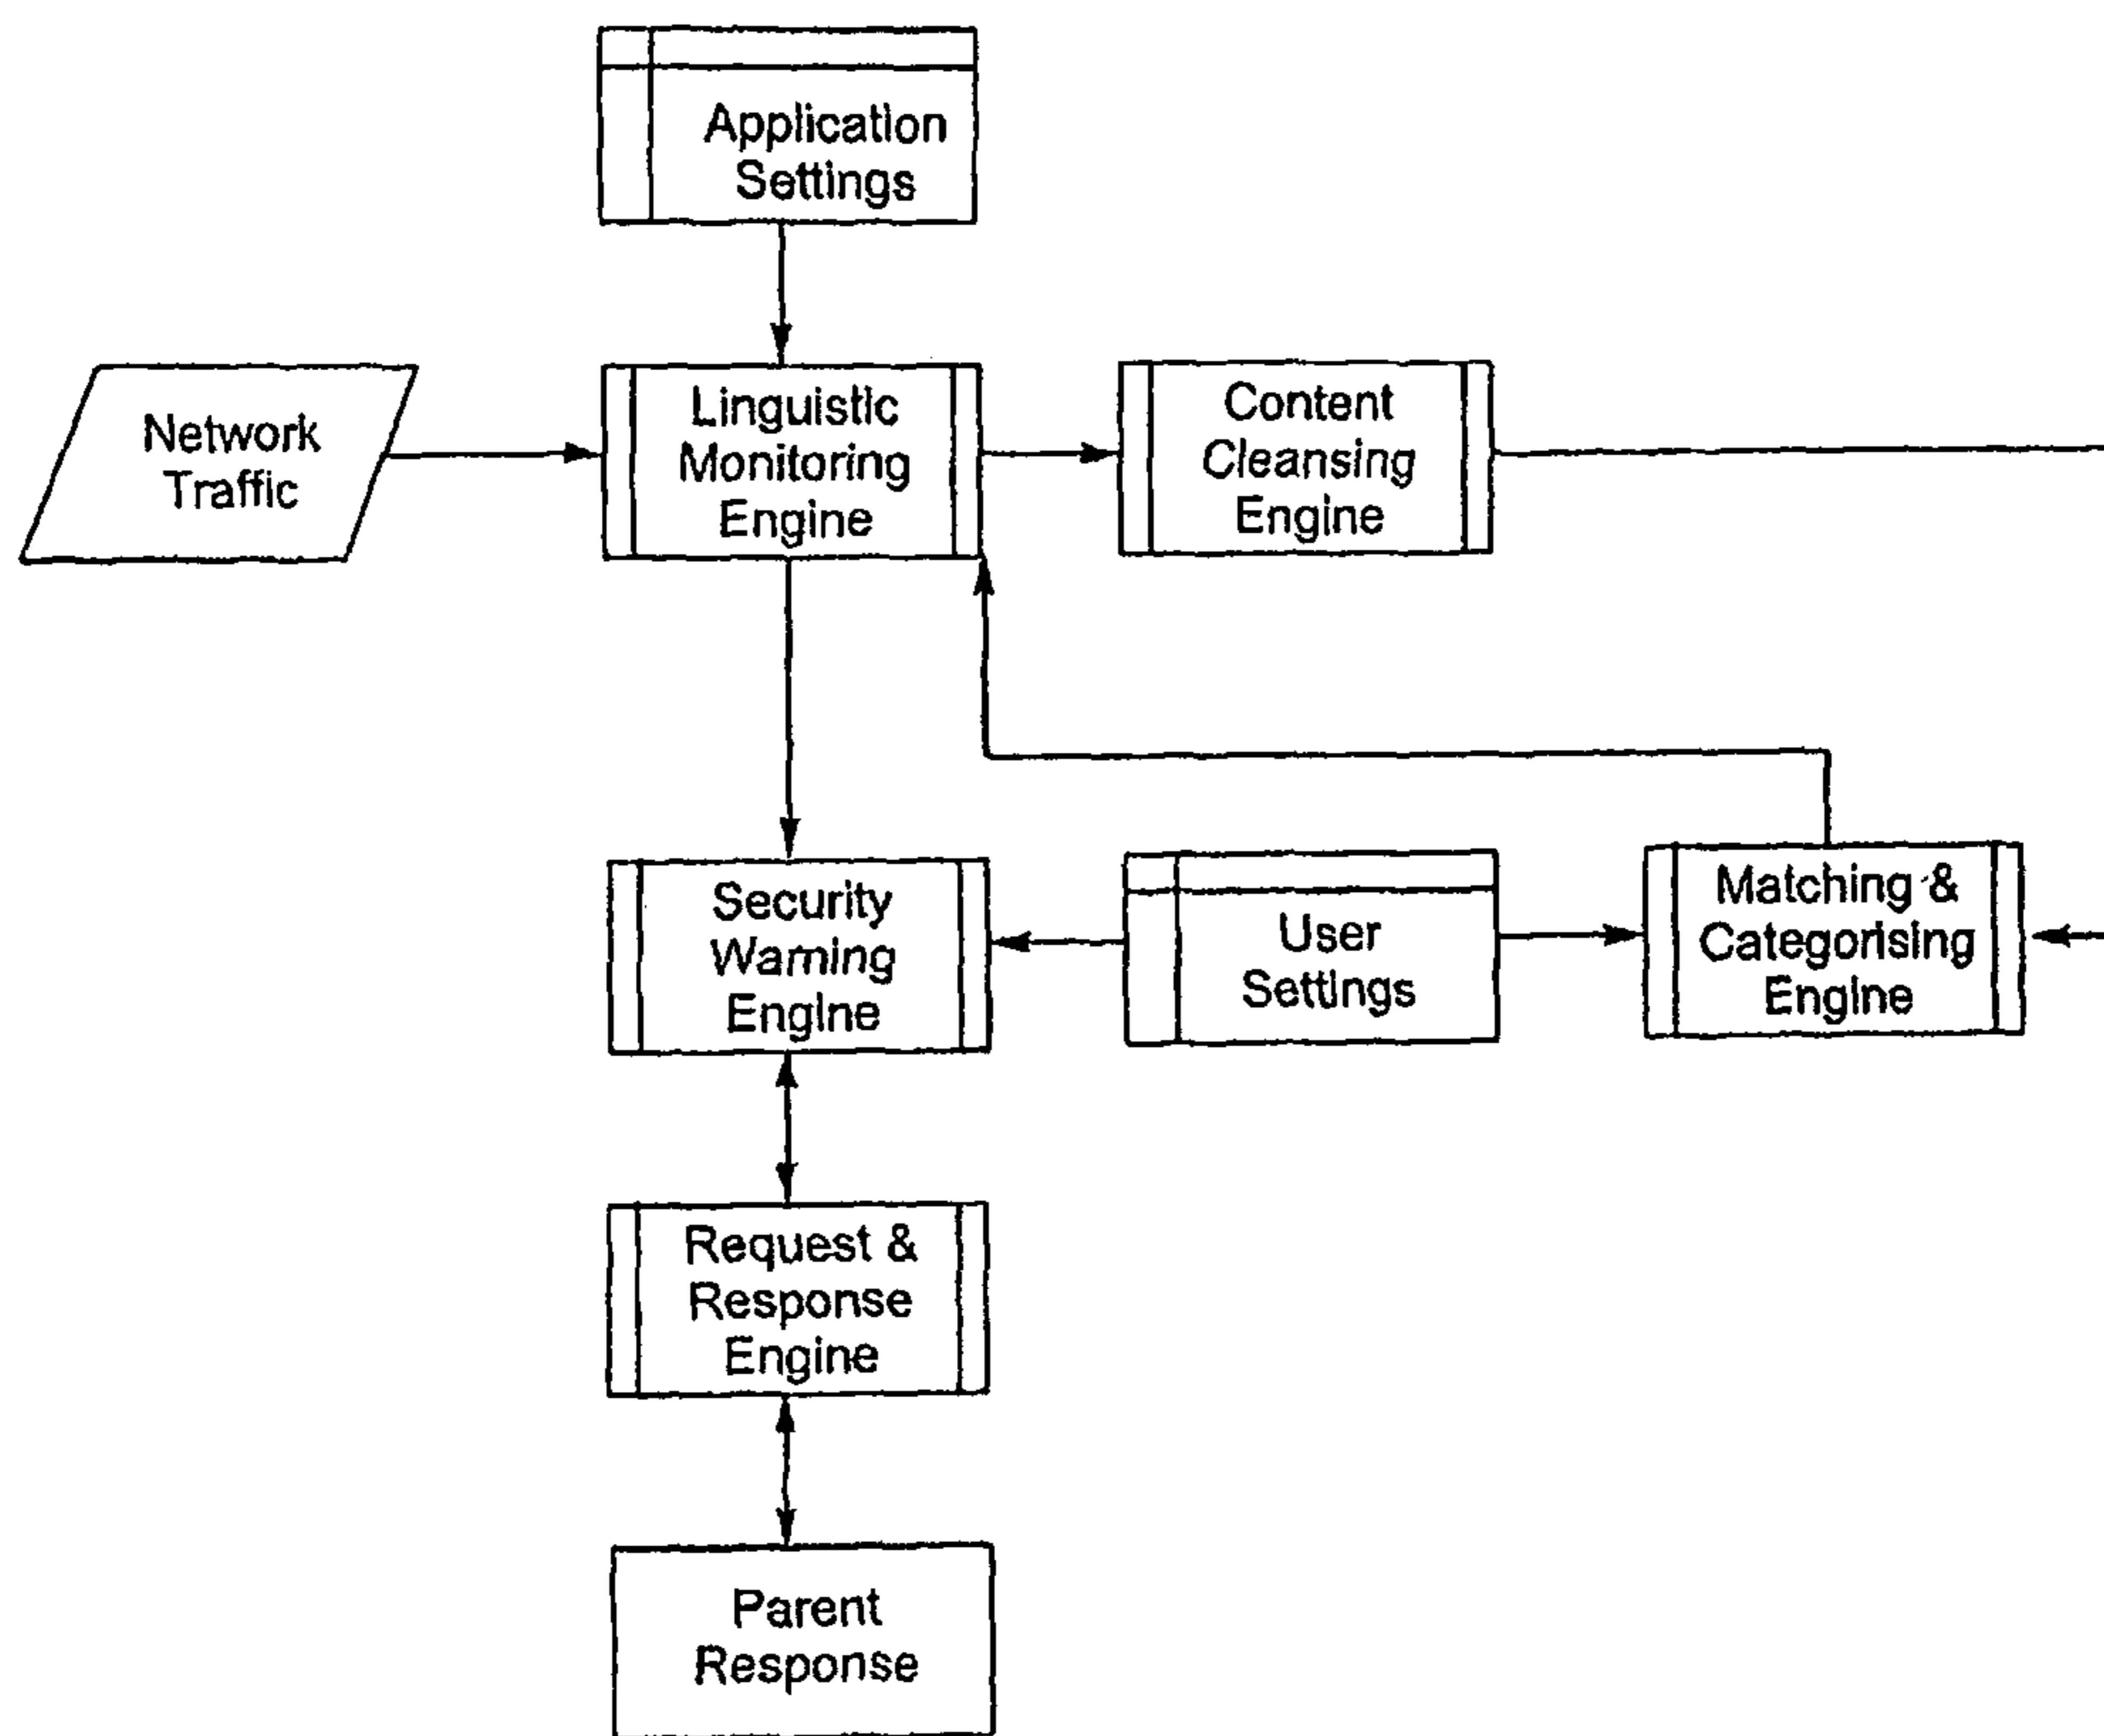 Application
Settings
Network
Traffic
Linguistic
Monitoring
Engine
Content
Cleansing
Engine
Security
Warning
Engine
User
Settings
Matching &
Categorising
Engine
Request &
Response
Engine
Parent
Response